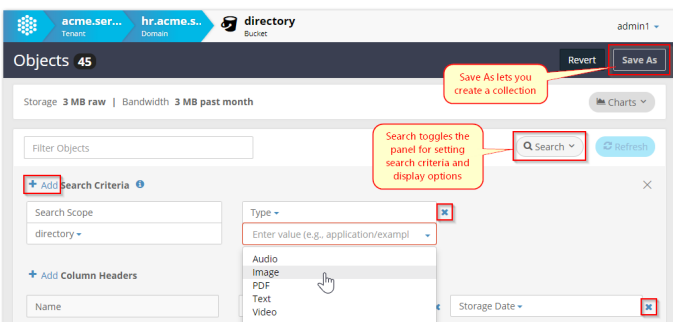 acme.ser...
Tenant
hr.acme.s..
Domain
directory
Bucket
admin1
Objects 45
Revert
Save As
Save As lets you
create a collection
Storage 3 MB raw | Bandwidth 3 MB past month
Charts
Search toggles the
panel for setting
search criteria and
display options
Filter Objects
Search
Refresh
+ Add Search Criteria
Search Scope
Type
directory
Enter value (e.g., application/exampl
Audio
Image
PDF
Text
Video
+ Add Column Headers
Name
Storage Date